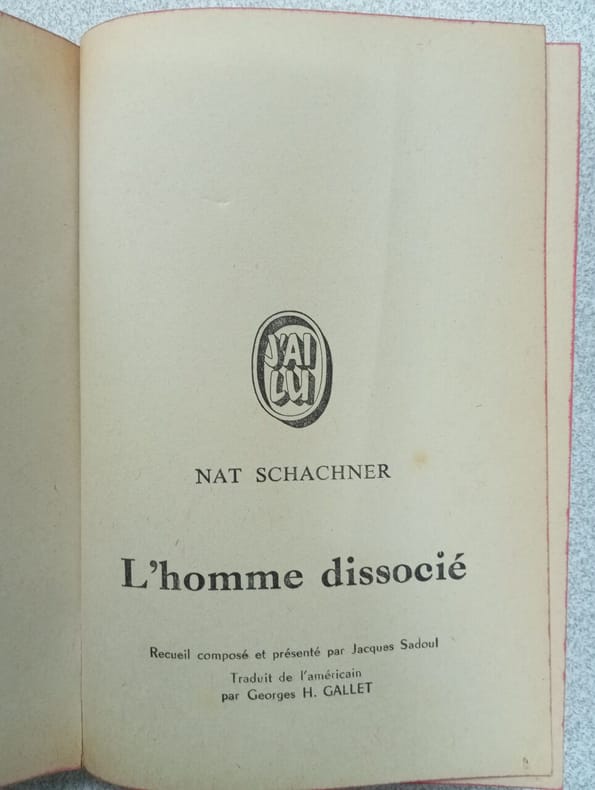 J'AI
LU
NAT SCHACHNER
L'homme dissocié
Recueil composé et présenté par Jacques Sadoul
Traduit de l'américain
par Georges H. GALLET